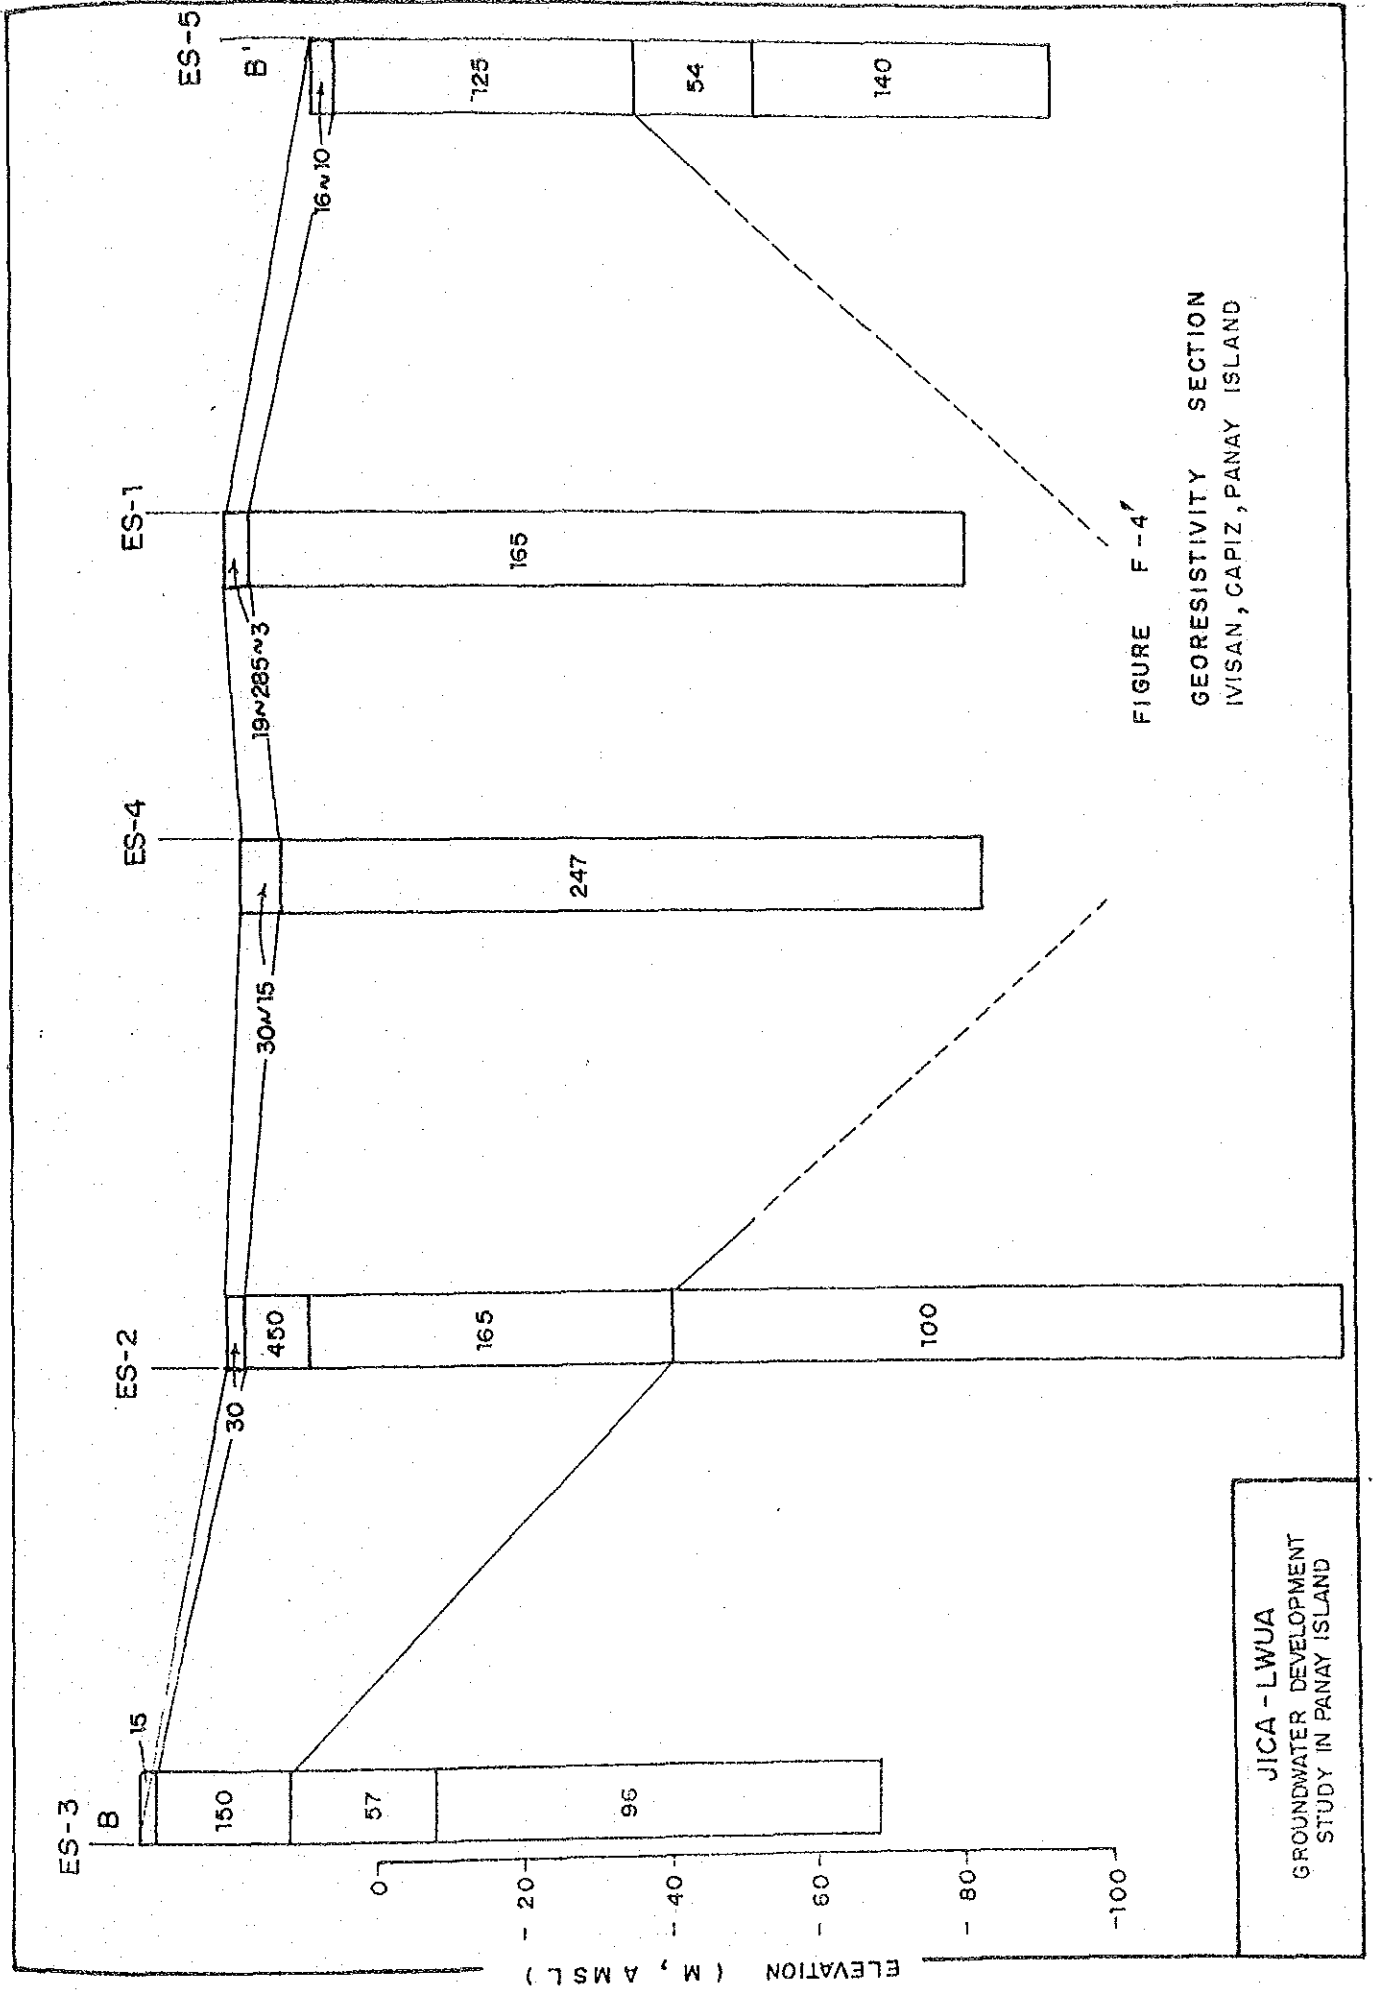 ES-3
B
ES-2
ES-4
ES-1
ES-5
B'
15
150
57
96
30
450
165
100
30~15
247
19~285~3
165
16~10
125
54
140
ELEVATION (M, AMSL)
0
-20
-40
-60
-80
-100
FIGURE F-4'
GEORESISTIVITY SECTION
IVISAN, CAPIZ, PANAY ISLAND
JICA-LWUA
GROUNDWATER DEVELOPMENT
STUDY IN PANAY ISLAND